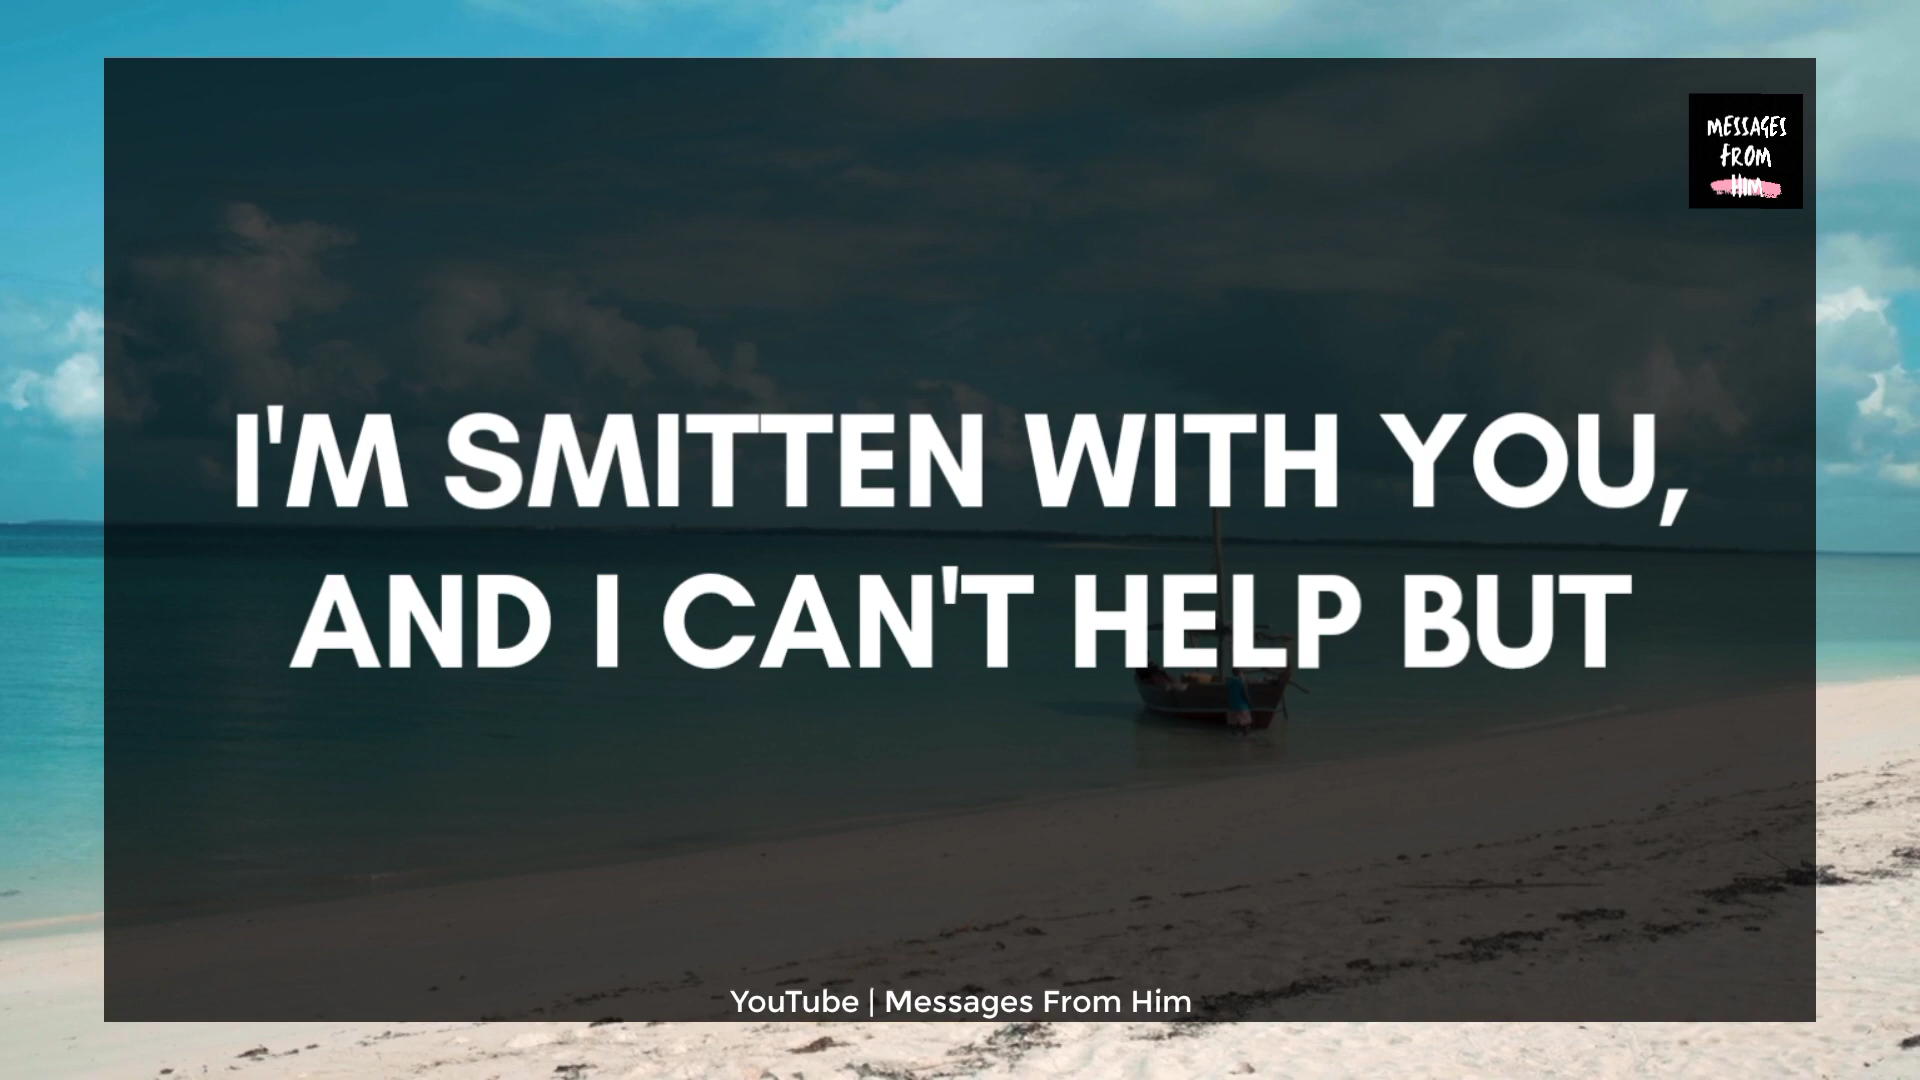 MESSAGES
FROM
HIM
I'M SMITTEN WITH YOU,
AND I CAN'T HELP BUT
YouTube | Messages From Him